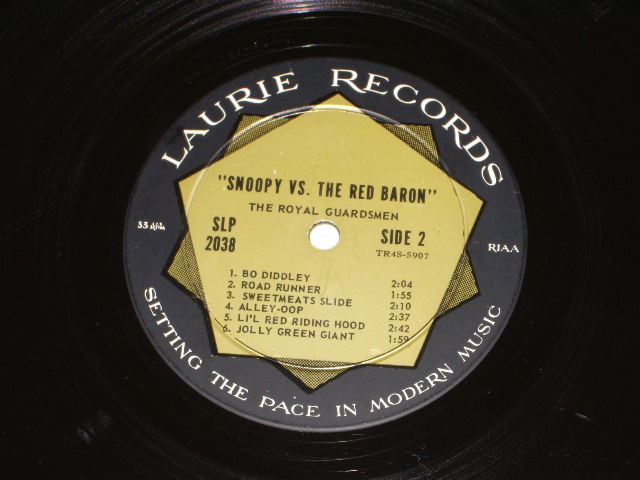 LAURIE RECORDS
"SNOOPY VS. THE RED BARON"
THE ROYAL GUARDSMEN
SLP
2038
SIDE 2
TR4S-5907
33 1/3
RPM
RIAA
1. BO DIDDLEY 2:04
2. ROAD RUNNER 1:55
3. SWEETMEATS SLIDE 2:10
4. ALLEY-OOP 2:37
5. LI'L RED RIDING HOOD 2:42
6. JOLLY GREEN GIANT 1:59
SETTING THE PACE IN MODERN MUSIC